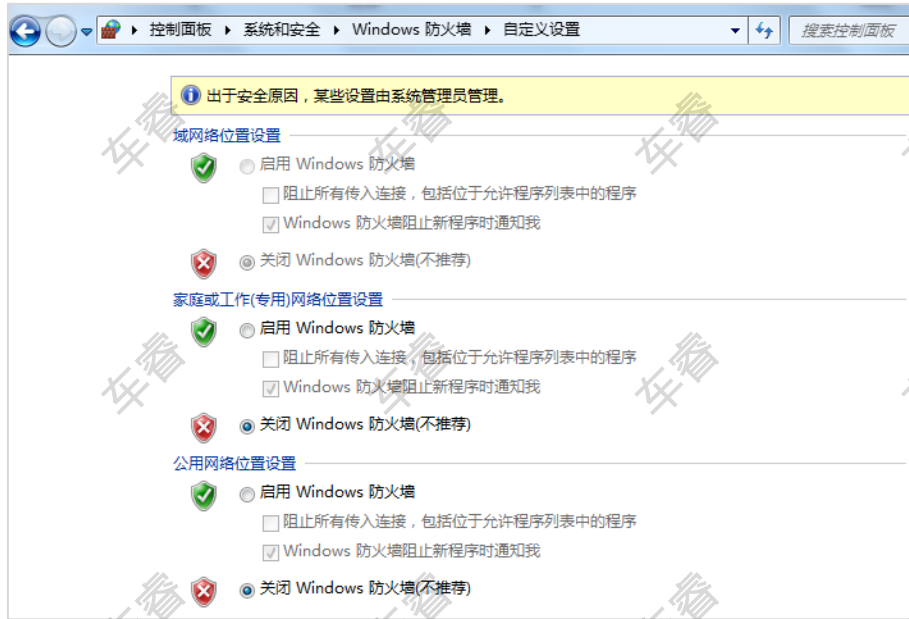 控制面板 ▶ 系统和安全 ▶ Windows 防火墙 ▶ 自定义设置
搜索控制面板
出于安全原因，某些设置由系统管理员管理。
域网络位置设置
启用 Windows 防火墙
阻止所有传入连接，包括位于允许程序列表中的程序
Windows 防火墙阻止新程序时通知我
关闭 Windows 防火墙(不推荐)
家庭或工作(专用)网络位置设置
启用 Windows 防火墙
阻止所有传入连接，包括位于允许程序列表中的程序
Windows 防火墙阻止新程序时通知我
关闭 Windows 防火墙(不推荐)
公用网络位置设置
启用 Windows 防火墙
阻止所有传入连接，包括位于允许程序列表中的程序
Windows 防火墙阻止新程序时通知我
关闭 Windows 防火墙(不推荐)
车睿
车睿
车睿
车睿
车睿
车睿